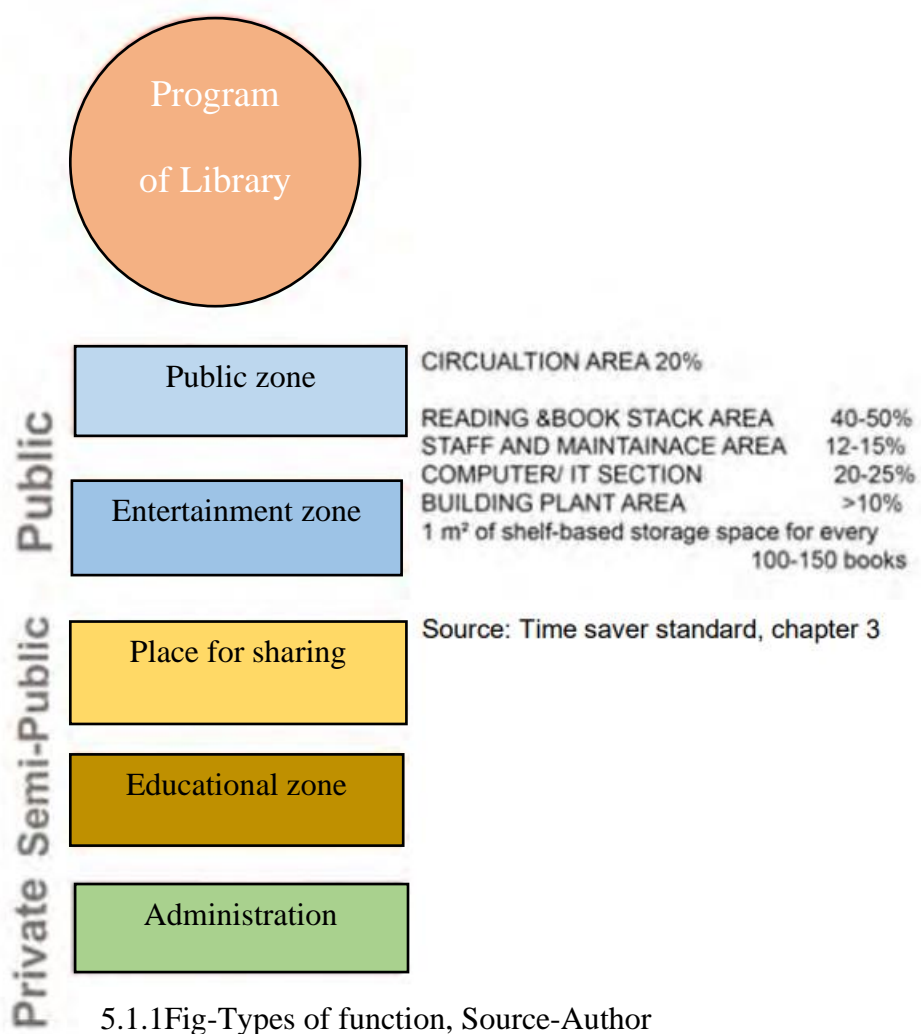 Program
of Library
Public
Public zone
Entertainment zone
CIRCUALTION AREA 20%
READING &BOOK STACK AREA 40-50%
STAFF AND MAINTAINACE AREA 12-15%
COMPUTER/ IT SECTION 20-25%
BUILDING PLANT AREA >10%
1 m² of shelf-based storage space for every
100-150 books
Semi-Public
Place for sharing
Educational zone
Source: Time saver standard, chapter 3
Private
Administration
5.1.1Fig-Types of function, Source-Author